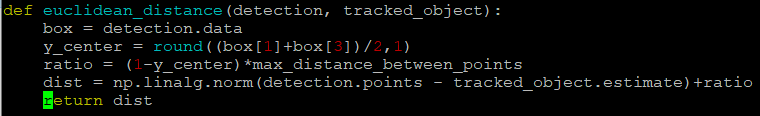 def euclidean_distance(detection, tracked_object):
    box = detection.data
    y_center = round((box[1]+box[3])/2,1)
    ratio = (1-y_center)*max_distance_between_points
    dist = np.linalg.norm(detection.points - tracked_object.estimate)+ratio
    return dist